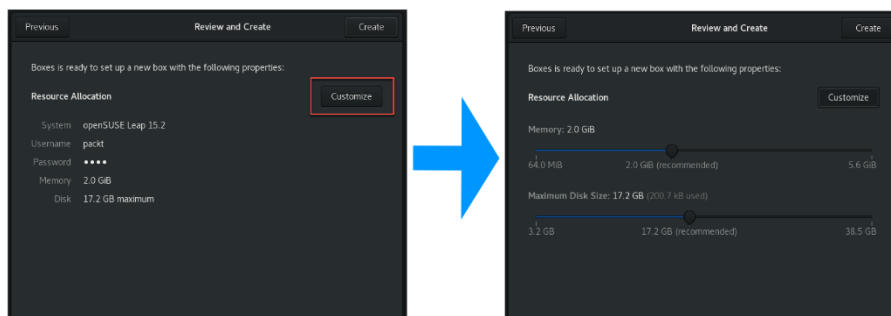 Previous Review and Create Create
Boxes is ready to set up a new box with the following properties:
Resource Allocation Customize
System openSUSE Leap 15.2
Username packt
Password ••••
Memory 2.0 GiB
Disk 17.2 GB maximum
Previous Review and Create Create
Boxes is ready to set up a new box with the following properties:
Resource Allocation Customize
Memory: 2.0 GiB
64.0 MiB 2.0 GiB (recommended) 5.6 GiB
Maximum Disk Size: 17.2 GB (200.7 kB used)
3.2 GB 17.2 GB (recommended) 38.5 GB